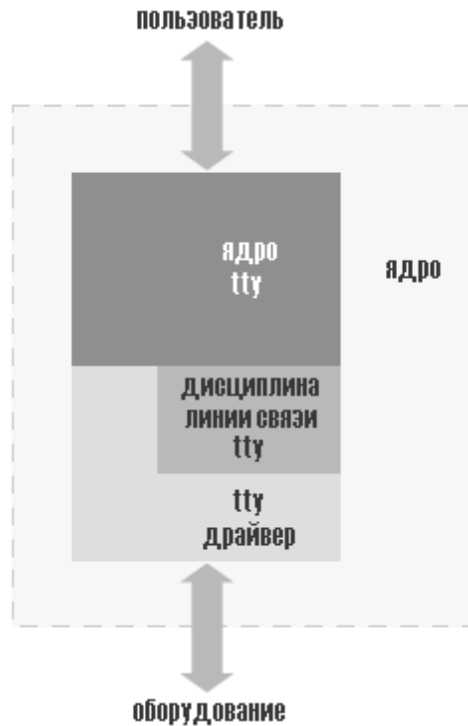 пользователь
ядро
tty
ядро
дисциплина
линии связи
tty
tty
драйвер
оборудование